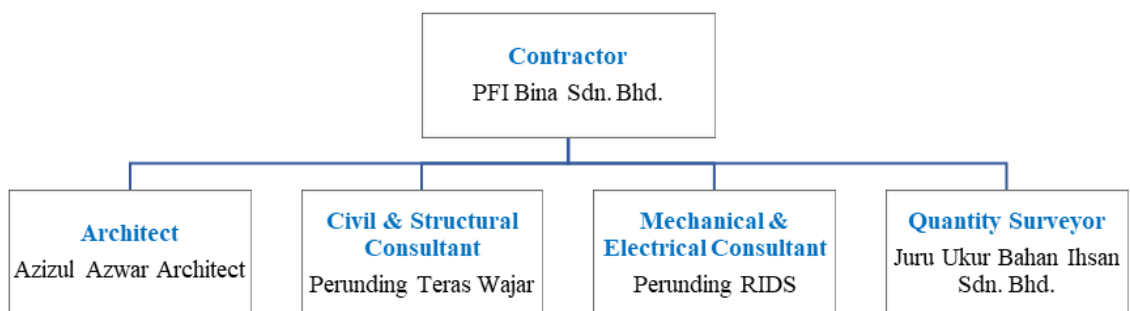 Contractor
PFI Bina Sdn. Bhd.
Architect
Azizul Azwar Architect
Civil & Structural
Consultant
Perunding Teras Wajar
Mechanical &
Electrical Consultant
Perunding RIDS
Quantity Surveyor
Juru Ukur Bahan Ihsan
Sdn. Bhd.